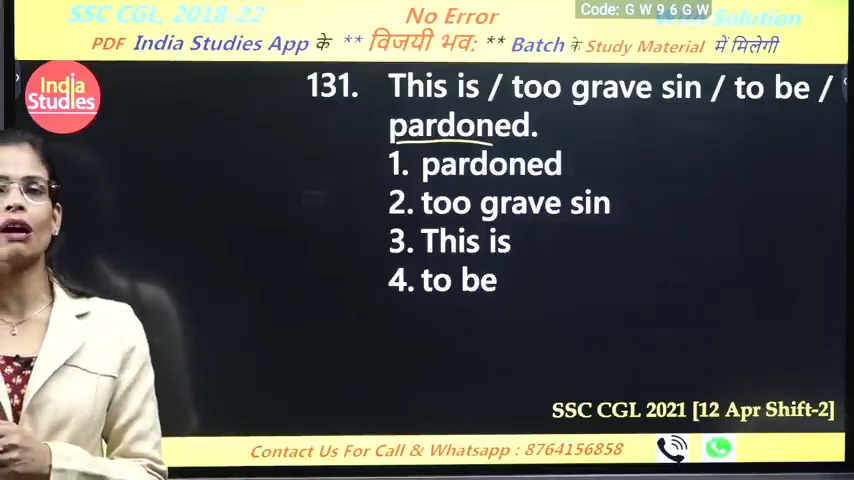 SSC CGL, 2018-22 No Error With Solution
Code: G W 9 6 G W
PDF India Studies App के ** विजयी भव: ** Batch के Study Material में मिलेगी
India
Studies
131. This is / too grave sin / to be /
pardoned.
1. pardoned
2. too grave sin
3. This is
4. to be
SSC CGL 2021 [12 Apr Shift-2]
Contact Us For Call & Whatsapp : 8764156858